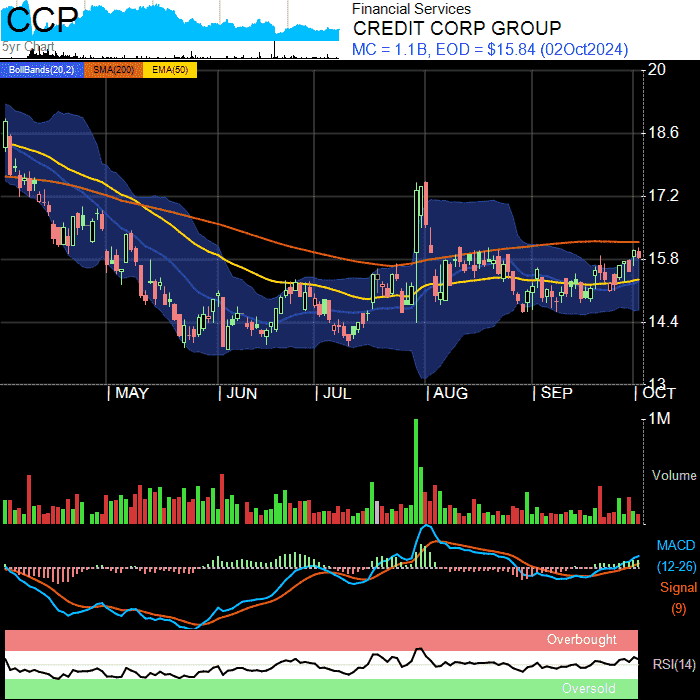 CCP
5yr Chart
Financial Services
CREDIT CORP GROUP
MC = 1.1B, EOD = $15.84 (02Oct2024)
BollBands(20,2) SMA(200) EMA(50)
20
18.6
17.2
15.8
14.4
13
MAY JUN JUL AUG SEP OCT
1M
Volume
MACD
(12-26)
Signal
(9)
Overbought
RSI(14)
Oversold